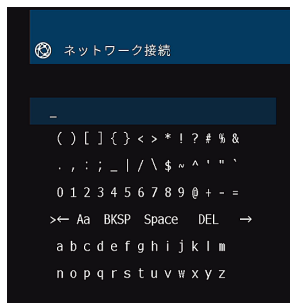 ネットワーク接続
_
( ) [ ] { } < > * ! ? # % &
. , : ; _ | / \ $ ~ ^ ' " `
0 1 2 3 4 5 6 7 8 9 @ + - =
>← Aa BKSP Space DEL →
a b c d e f g h i j k l m
n o p q r s t u v w x y z